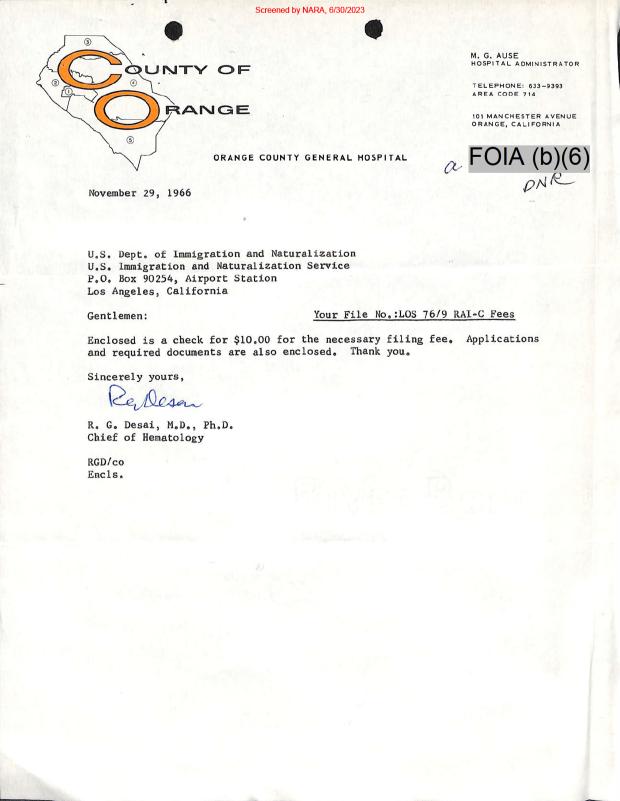 Screened by NARA, 6/30/2023
COUNTY OF
ORANGE
M. G. AUSE
HOSPITAL ADMINISTRATOR
TELEPHONE: 633-9393
AREA CODE 714
101 MANCHESTER AVENUE
ORANGE, CALIFORNIA
ORANGE COUNTY GENERAL HOSPITAL
a FOIA (b)(6)
DNR
November 29, 1966
U.S. Dept. of Immigration and Naturalization
U.S. Immigration and Naturalization Service
P.O. Box 90254, Airport Station
Los Angeles, California
Gentlemen: Your File No.:LOS 76/9 RAI-C Fees
Enclosed is a check for $10.00 for the necessary filing fee. Applications
and required documents are also enclosed. Thank you.
Sincerely yours,
R. G. Desai, M.D., Ph.D.
Chief of Hematology
RGD/co
Encls.